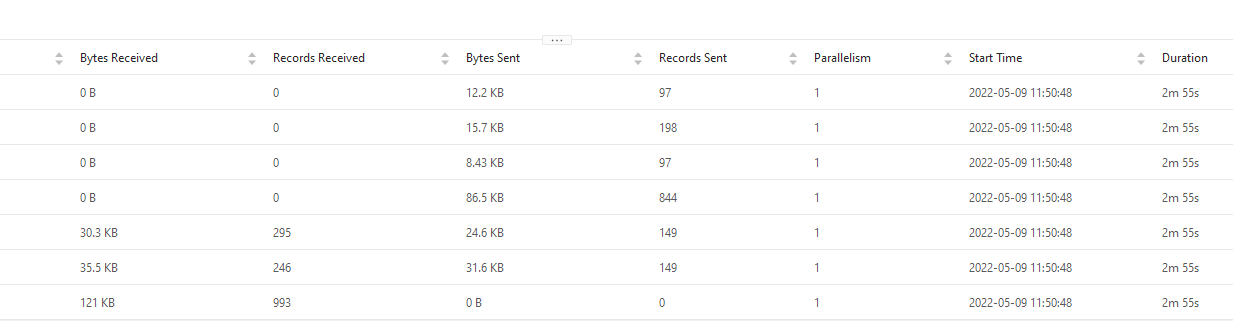 Bytes Received Records Received Bytes Sent Records Sent Parallelism Start Time Duration
0 B 0 12.2 KB 97 1 2022-05-09 11:50:48 2m 55s
0 B 0 15.7 KB 198 1 2022-05-09 11:50:48 2m 55s
0 B 0 8.43 KB 97 1 2022-05-09 11:50:48 2m 55s
0 B 0 86.5 KB 844 1 2022-05-09 11:50:48 2m 55s
30.3 KB 295 24.6 KB 149 1 2022-05-09 11:50:48 2m 55s
35.5 KB 246 31.6 KB 149 1 2022-05-09 11:50:48 2m 55s
121 KB 993 0 B 0 1 2022-05-09 11:50:48 2m 55s